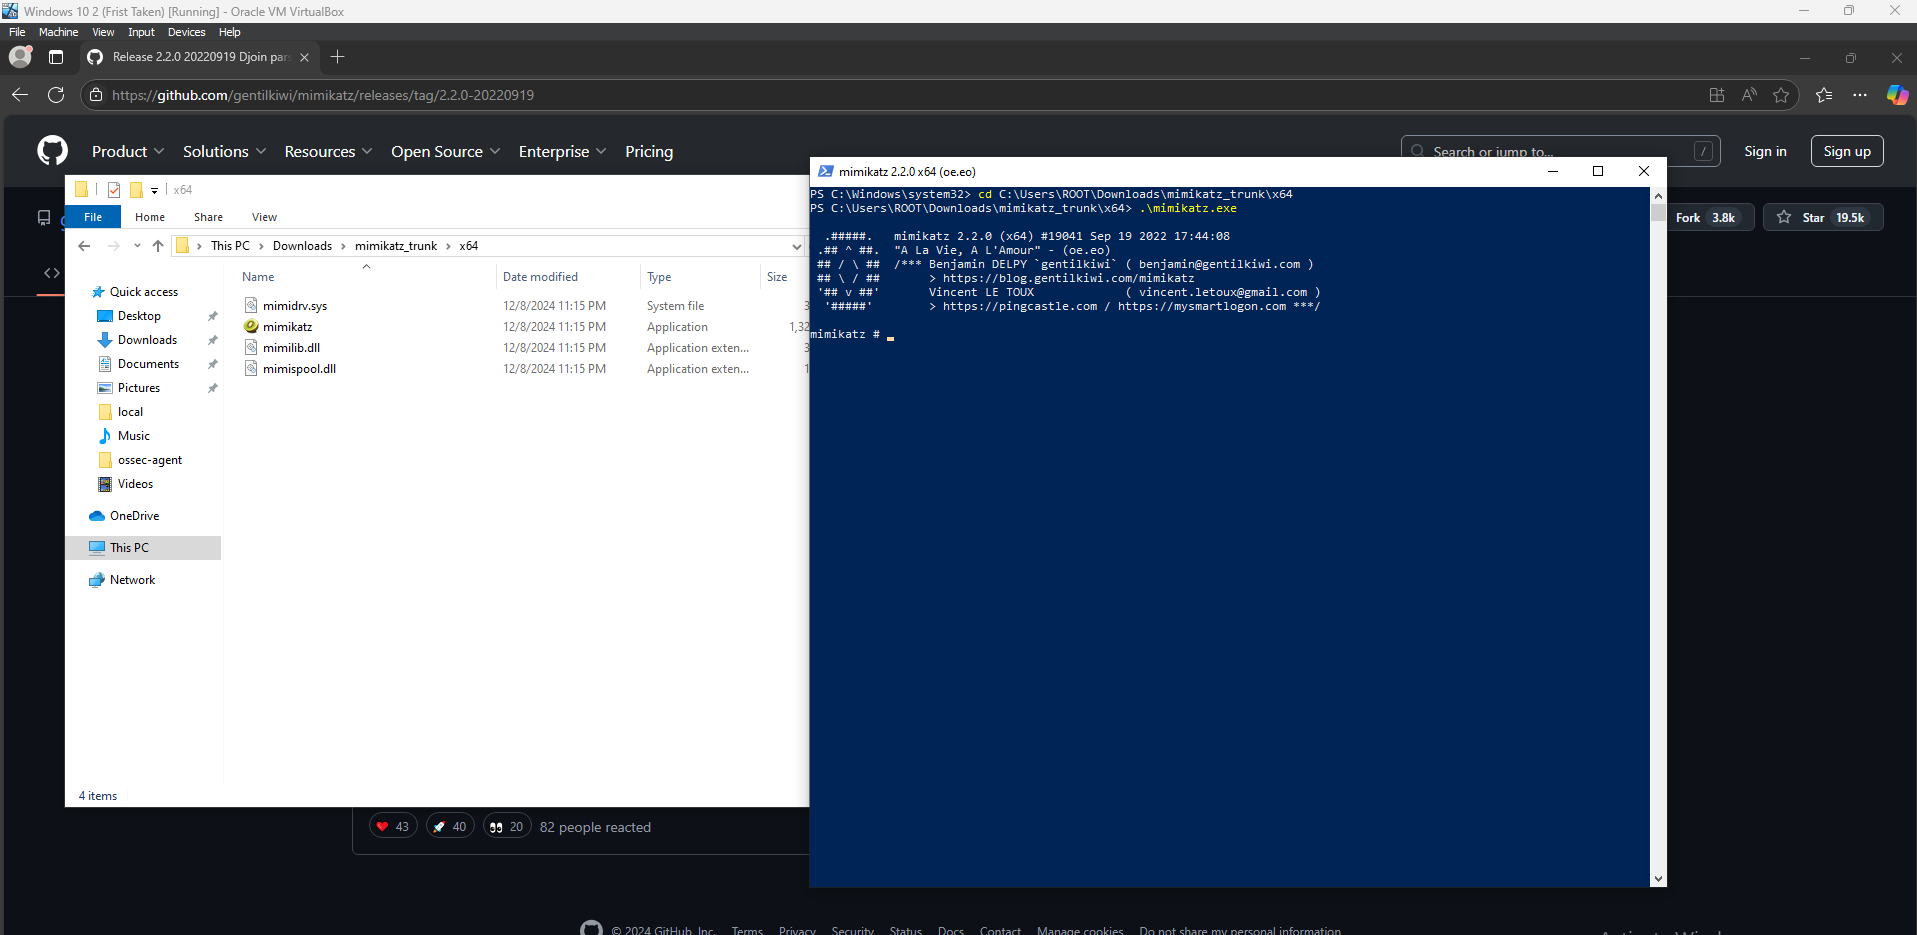 Windows 10 2 (Frist Taken) [Running] - Oracle VM VirtualBox
File Machine View Input Devices Help
Release 2.2.0 20220919 Djoin par
https://github.com/gentilkiwi/mimikatz/releases/tag/2.2.0-20220919
Product Solutions Resources Open Source Enterprise Pricing
Search or jump to... /
Sign in
Sign up
Fork 3.8k
Star 19.5k
x64
File Home Share View
This PC > Downloads > mimikatz_trunk > x64
Quick access
Desktop
Downloads
Documents
Pictures
local
Music
ossec-agent
Videos
OneDrive
This PC
Network
Name Date modified Type Size
mimidrv.sys 12/8/2024 11:15 PM System file 3
mimikatz 12/8/2024 11:15 PM Application 1,32
mimilib.dll 12/8/2024 11:15 PM Application exten... 3
mimispool.dll 12/8/2024 11:15 PM Application exten... 1
4 items
mimikatz 2.2.0 x64 (oe.eo)
PS C:\Windows\system32> cd C:\Users\ROOT\Downloads\mimikatz_trunk\x64
PS C:\Users\ROOT\Downloads\mimikatz_trunk\x64> .\mimikatz.exe
  .#####.   mimikatz 2.2.0 (x64) #19041 Sep 19 2022 17:44:08
 .## ^ ##.  "A La Vie, A L'Amour" - (oe.eo)
 ## / \ ##  /*** Benjamin DELPY `gentilkiwi` ( benjamin@gentilkiwi.com )
 ## \ / ##       > https://blog.gentilkiwi.com/mimikatz
 '## v ##'       Vincent LE TOUX             ( vincent.letoux@gmail.com )
  '#####'        > https://pingcastle.com / https://mysmartlogon.com ***/
mimikatz #
43 40 20 82 people reacted
© 2024 GitHub, Inc. Terms Privacy Security Status Docs Contact Manage cookies Do not share my personal information